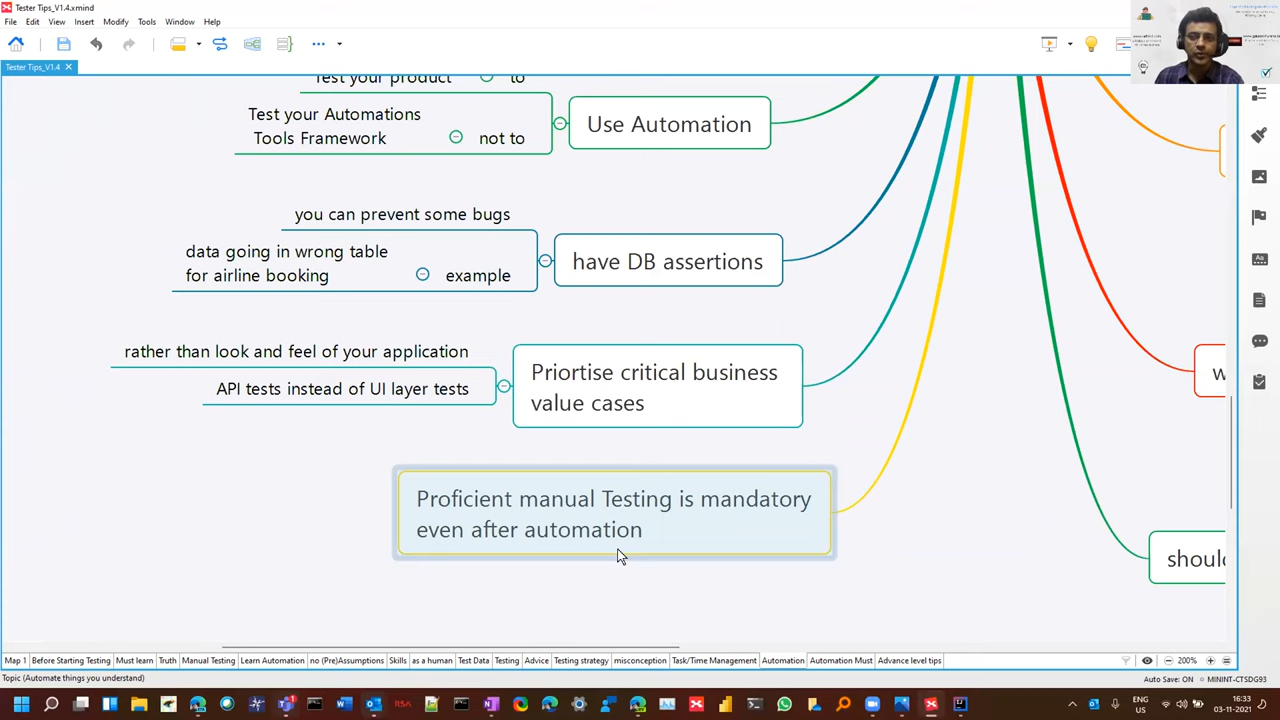 Tester Tips_V1.4.xmind
File Edit View Insert Modify Tools Window Help
Tester Tips_V1.4
Test your product to
Test your Automations
Tools Framework not to
Use Automation
you can prevent some bugs
data going in wrong table
for airline booking example
have DB assertions
rather than look and feel of your application
API tests instead of UI layer tests
Priortise critical business
value cases
Proficient manual Testing is mandatory
even after automation
shoul
Map 1 Before Starting Testing Must learn Truth Manual Testing Learn Automation no (Pre)Assumptions Skills as a human Test Data Testing Advice Testing strategy misconception Task/Time Management Automation Automation Must Advance level tips
200%
Topic (Automate things you understand)
Auto Save: ON MININT-CTSDG93
RSA
ENG
US
16:33
03-11-2021